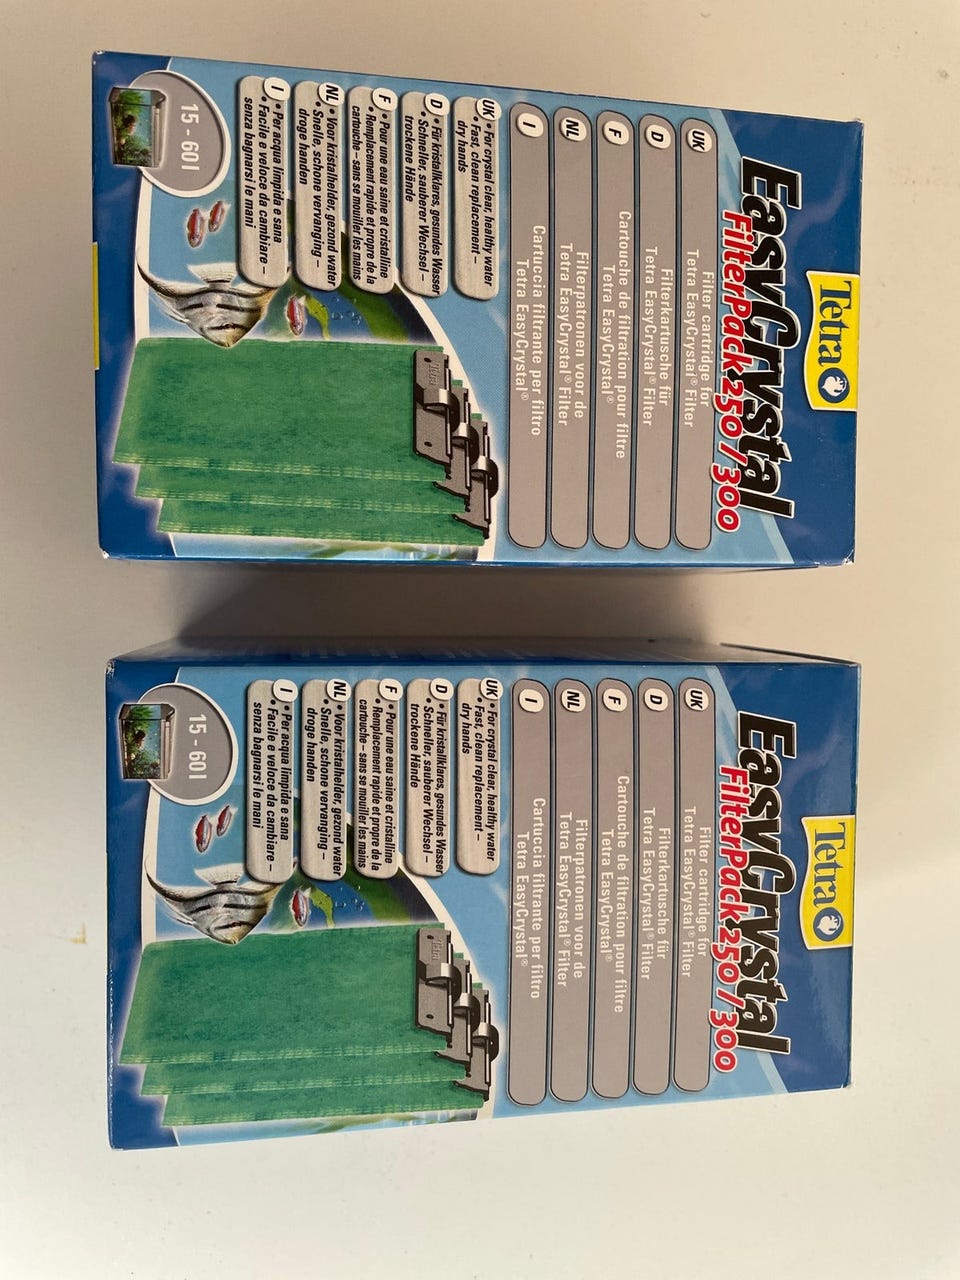 Tetra
EasyCrystal
FilterPack 250 / 300
UK
Filter cartridge for
Tetra EasyCrystal® Filter
D
Filterkartusche für
Tetra EasyCrystal® Filter
F
Cartouche de filtration pour filtre
Tetra EasyCrystal®
NL
Filterpatronen voor de
Tetra EasyCrystal® Filter
I
Cartuccia filtrante per filtro
Tetra EasyCrystal®
UK • For crystal clear, healthy water
• Fast, clean replacement –
dry hands
D • Für kristallklares, gesundes Wasser
• Schneller, sauberer Wechsel –
trockene Hände
F • Pour une eau saine et cristalline
• Remplacement rapide et propre de la
cartouche – sans se mouiller les mains
NL • Voor kristalhelder, gezond water
• Snelle, schone vervanging –
droge handen
I • Per acqua limpida e sana
• Facile e veloce da cambiare –
senza bagnarsi le mani
15 - 60 l
Tetra
EasyCrystal
FilterPack 250 / 300
UK
Filter cartridge for
Tetra EasyCrystal® Filter
D
Filterkartusche für
Tetra EasyCrystal® Filter
F
Cartouche de filtration pour filtre
Tetra EasyCrystal®
NL
Filterpatronen voor de
Tetra EasyCrystal® Filter
I
Cartuccia filtrante per filtro
Tetra EasyCrystal®
UK • For crystal clear, healthy water
• Fast, clean replacement –
dry hands
D • Für kristallklares, gesundes Wasser
• Schneller, sauberer Wechsel –
trockene Hände
F • Pour une eau saine et cristalline
• Remplacement rapide et propre de la
cartouche – sans se mouiller les mains
NL • Voor kristalhelder, gezond water
• Snelle, schone vervanging –
droge handen
I • Per acqua limpida e sana
• Facile e veloce da cambiare –
senza bagnarsi le mani
15 - 60 l